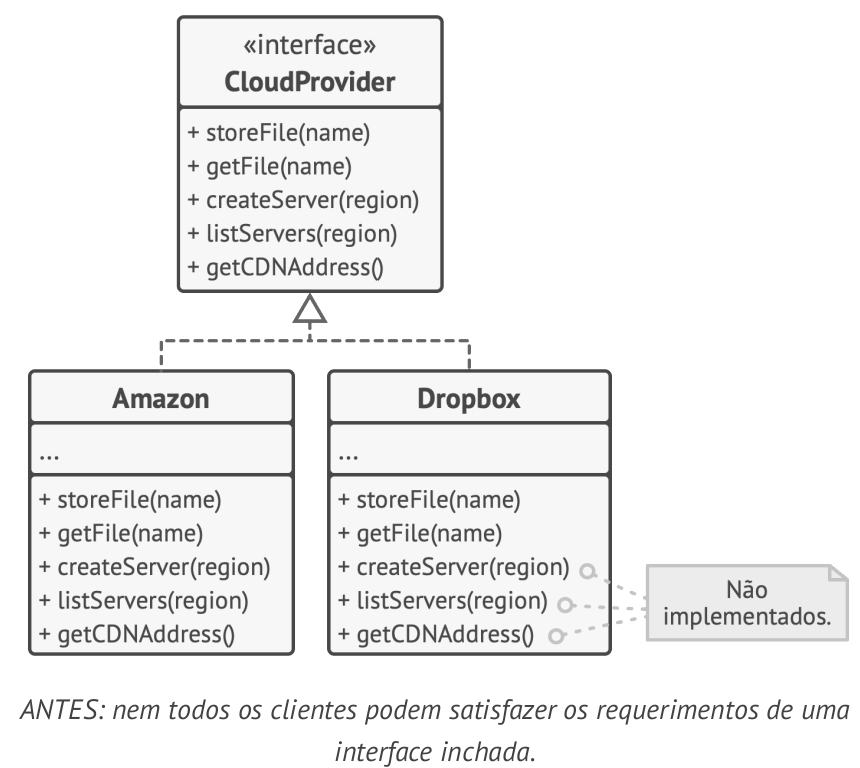 «interface»
CloudProvider
+ storeFile(name)
+ getFile(name)
+ createServer(region)
+ listServers(region)
+ getCDNAddress()
Amazon
...
+ storeFile(name)
+ getFile(name)
+ createServer(region)
+ listServers(region)
+ getCDNAddress()
Dropbox
...
+ storeFile(name)
+ getFile(name)
+ createServer(region)
+ listServers(region)
+ getCDNAddress()
Não
implementados.
ANTES: nem todos os clientes podem satisfazer os requerimentos de uma
interface inchada.